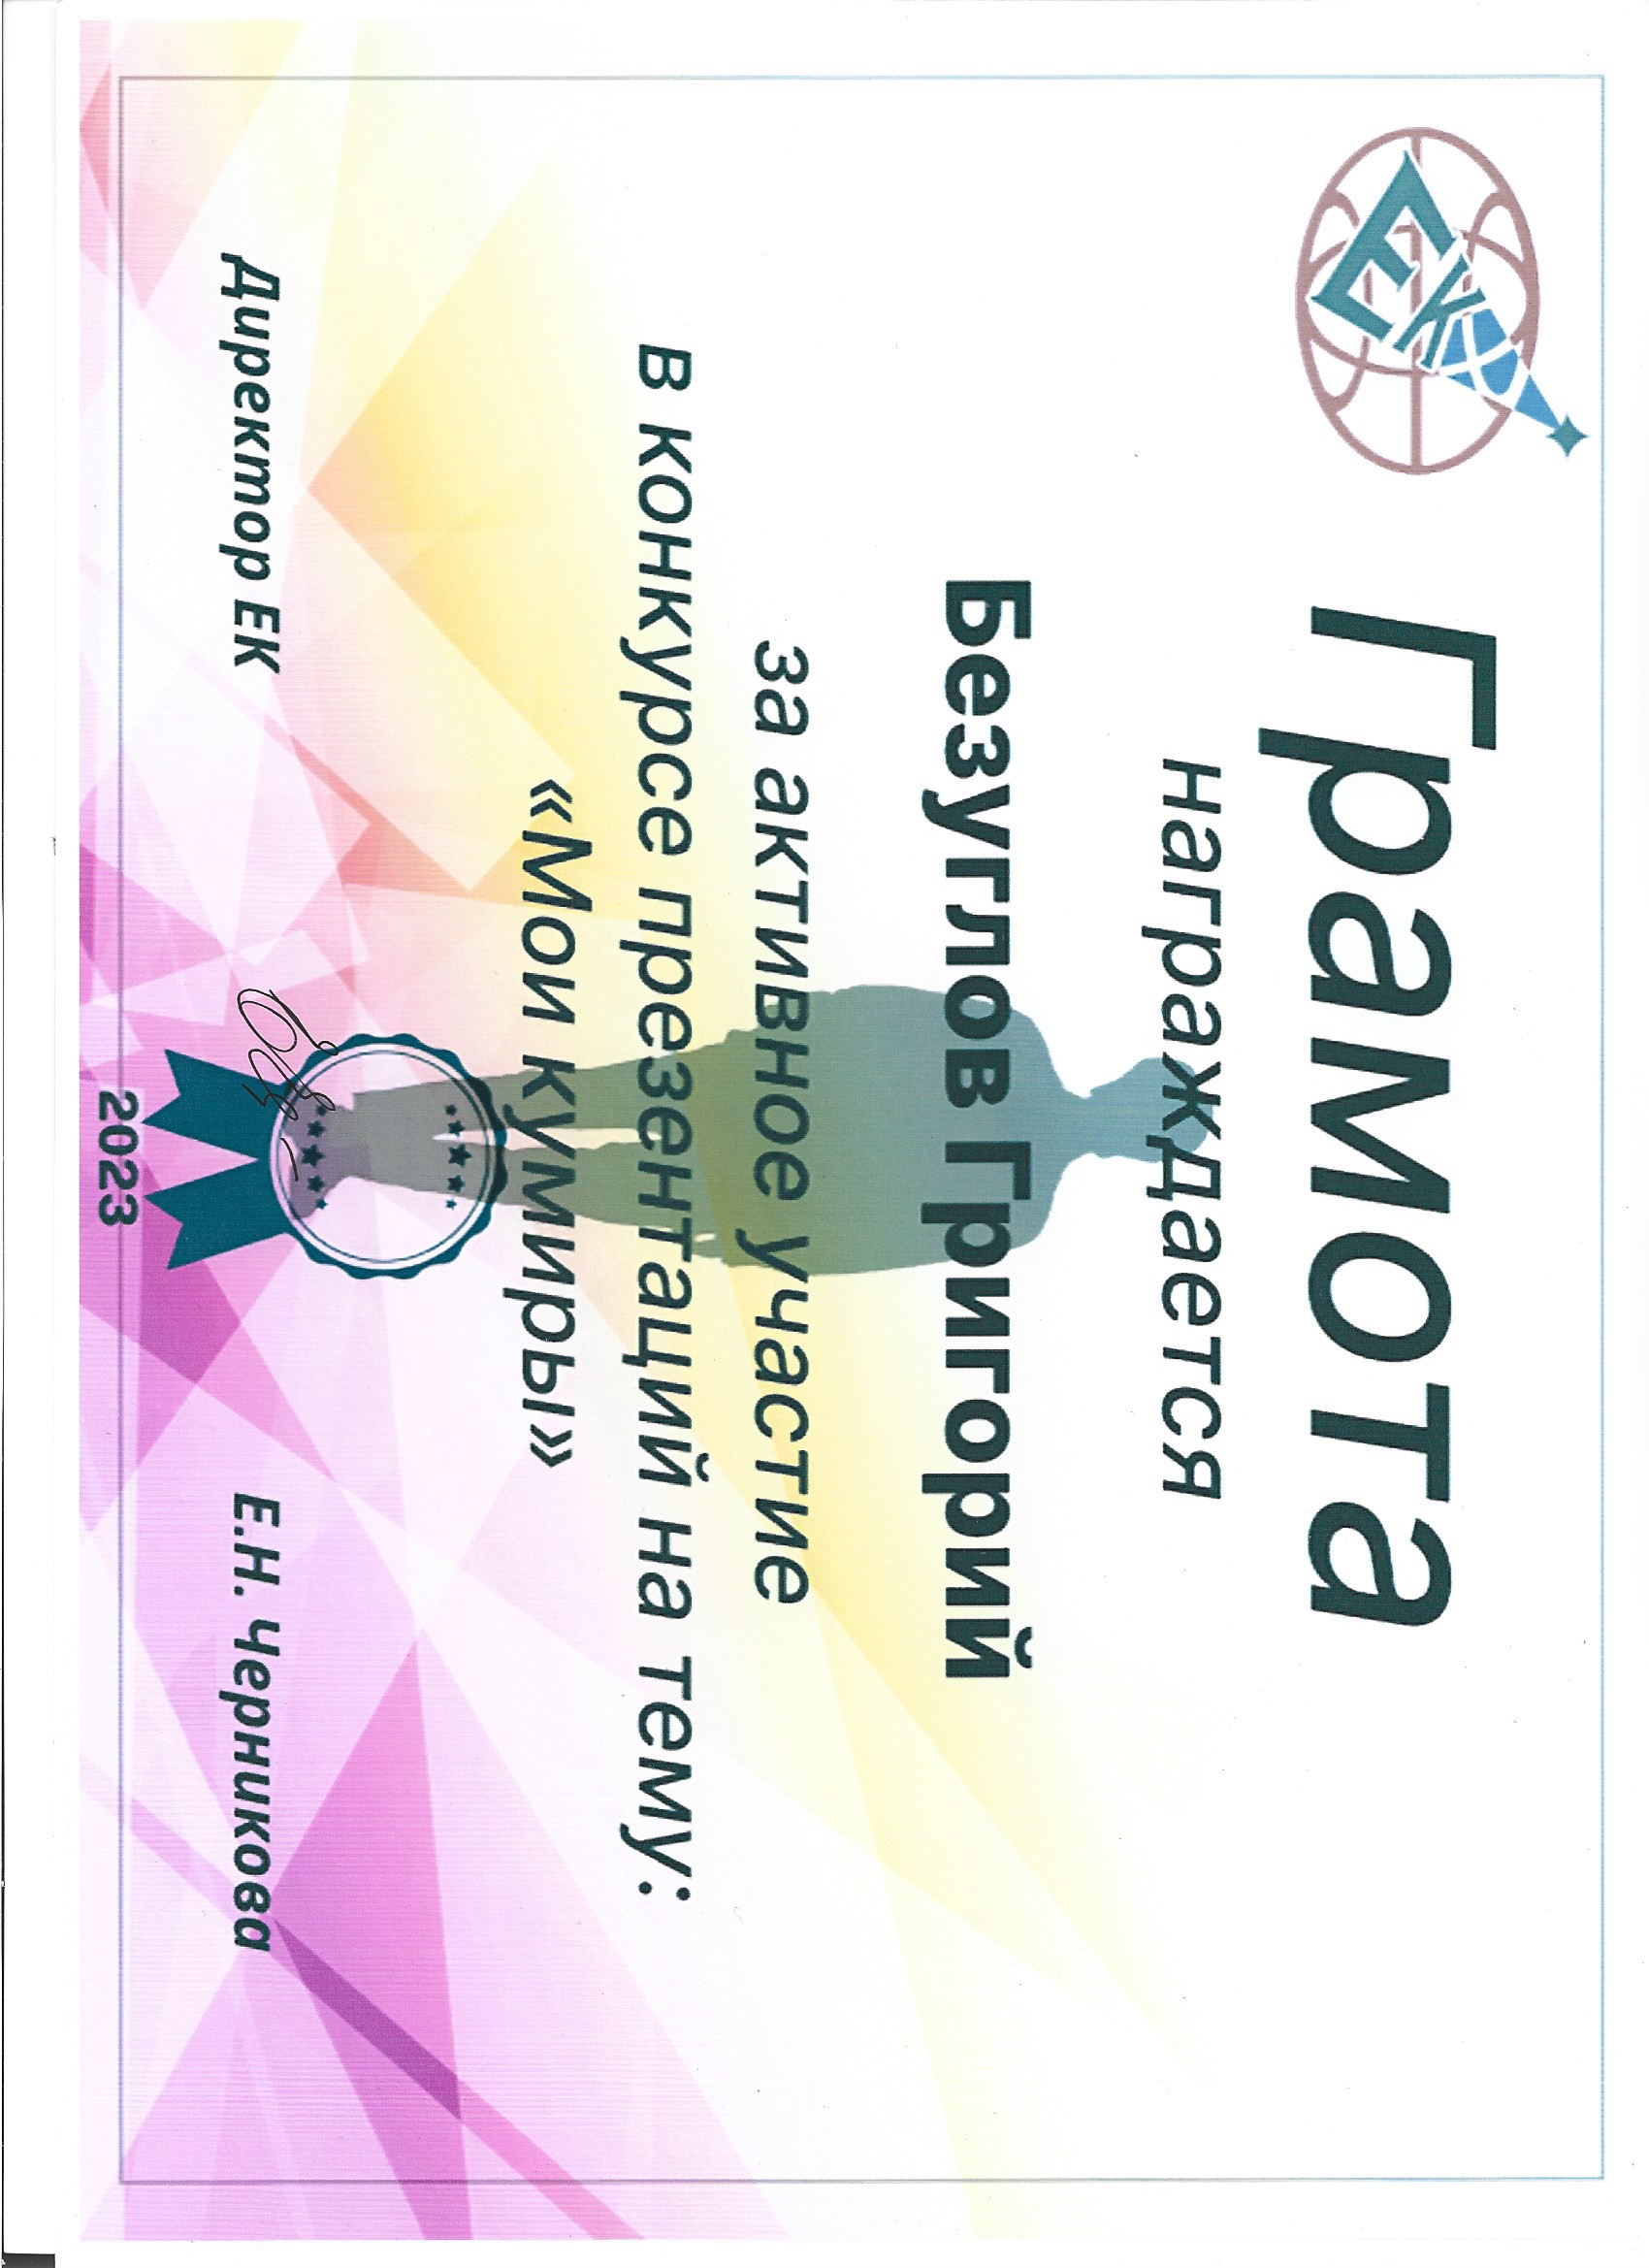 ЕК
Грамота
награждается
Безуглов Григорий
за активное участие
в конкурсе презентаций на тему:
«Мои кумиры»
Директор ЕК
Е.Н. Черникова
2023